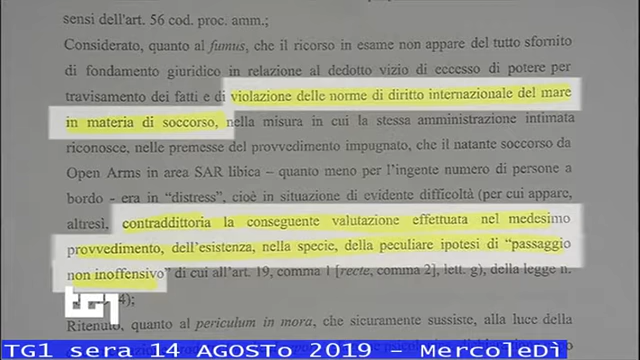 sensi dell'art. 56 cod. proc. amm.;
Considerato, quanto al fumus, che il ricorso in esame non appare del tutto sfornito
di fondamento giuridico in relazione al dedotto vizio di eccesso di potere per
travisamento dei fatti e di violazione delle norme di diritto internazionale del mare
in materia di soccorso, nella misura in cui la stessa amministrazione intimata
riconosce, nelle premesse del provvedimento impugnato, che il natante soccorso da
Open Arms in area SAR libica – quanto meno per l'ingente numero di persone a
bordo - era in "distress", cioè in situazione di evidente difficoltà (per cui appare,
altresì, contraddittoria la conseguente valutazione effettuata nel medesimo
provvedimento, dell'esistenza, nella specie, della peculiare ipotesi di "passaggio
non inoffensivo" di cui all'art. 19, comma 1 [recte, comma 2], lett. g), della legge n.
4);
TG1
Ritenuto, quanto al periculum in mora, che sicuramente sussiste, alla luce della
TG1 sera 14 AGOSTo 2019 – MercoleDì